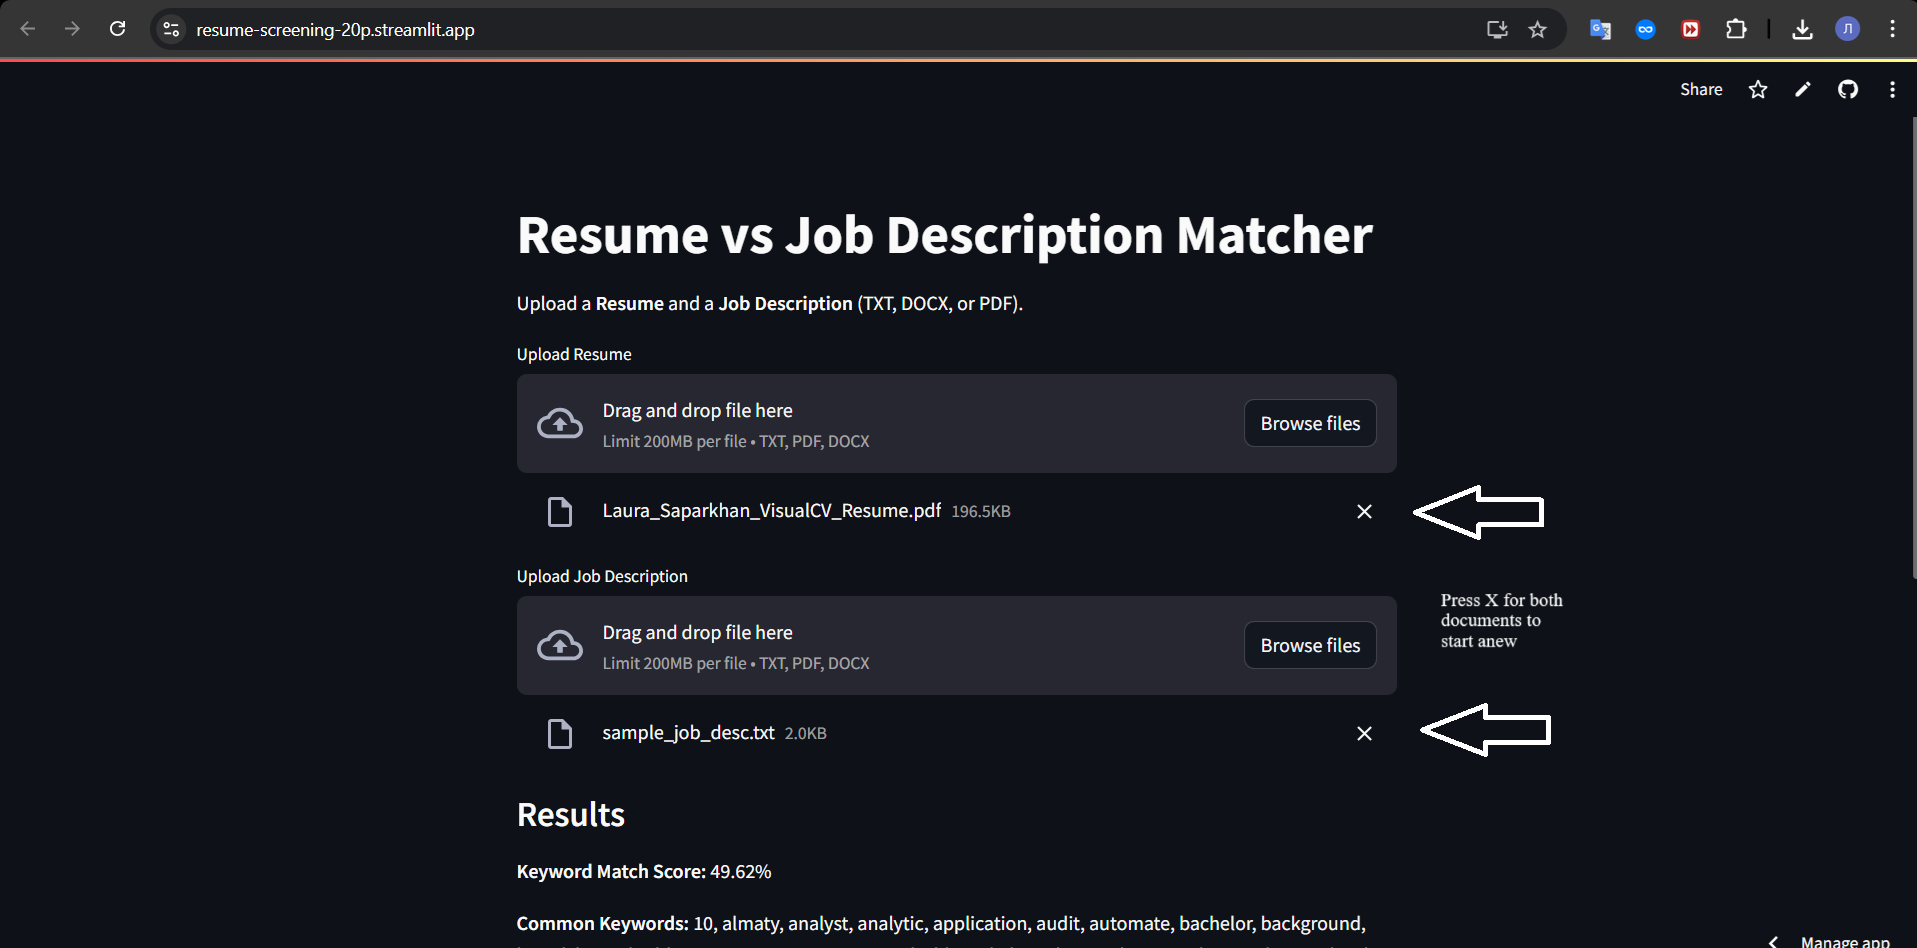 resume-screening-20p.streamlit.app
Л
Share
Resume vs Job Description Matcher
Upload a Resume and a Job Description (TXT, DOCX, or PDF).
Upload Resume
Drag and drop file here
Limit 200MB per file • TXT, PDF, DOCX
Browse files
Laura_Saparkhan_VisualCV_Resume.pdf 196.5KB
Upload Job Description
Press X for both
documents to
start anew
Drag and drop file here
Limit 200MB per file • TXT, PDF, DOCX
Browse files
sample_job_desc.txt 2.0KB
Results
Keyword Match Score: 49.62%
Common Keywords: 10, almaty, analyst, analytic, application, audit, automate, bachelor, background,
Manage app